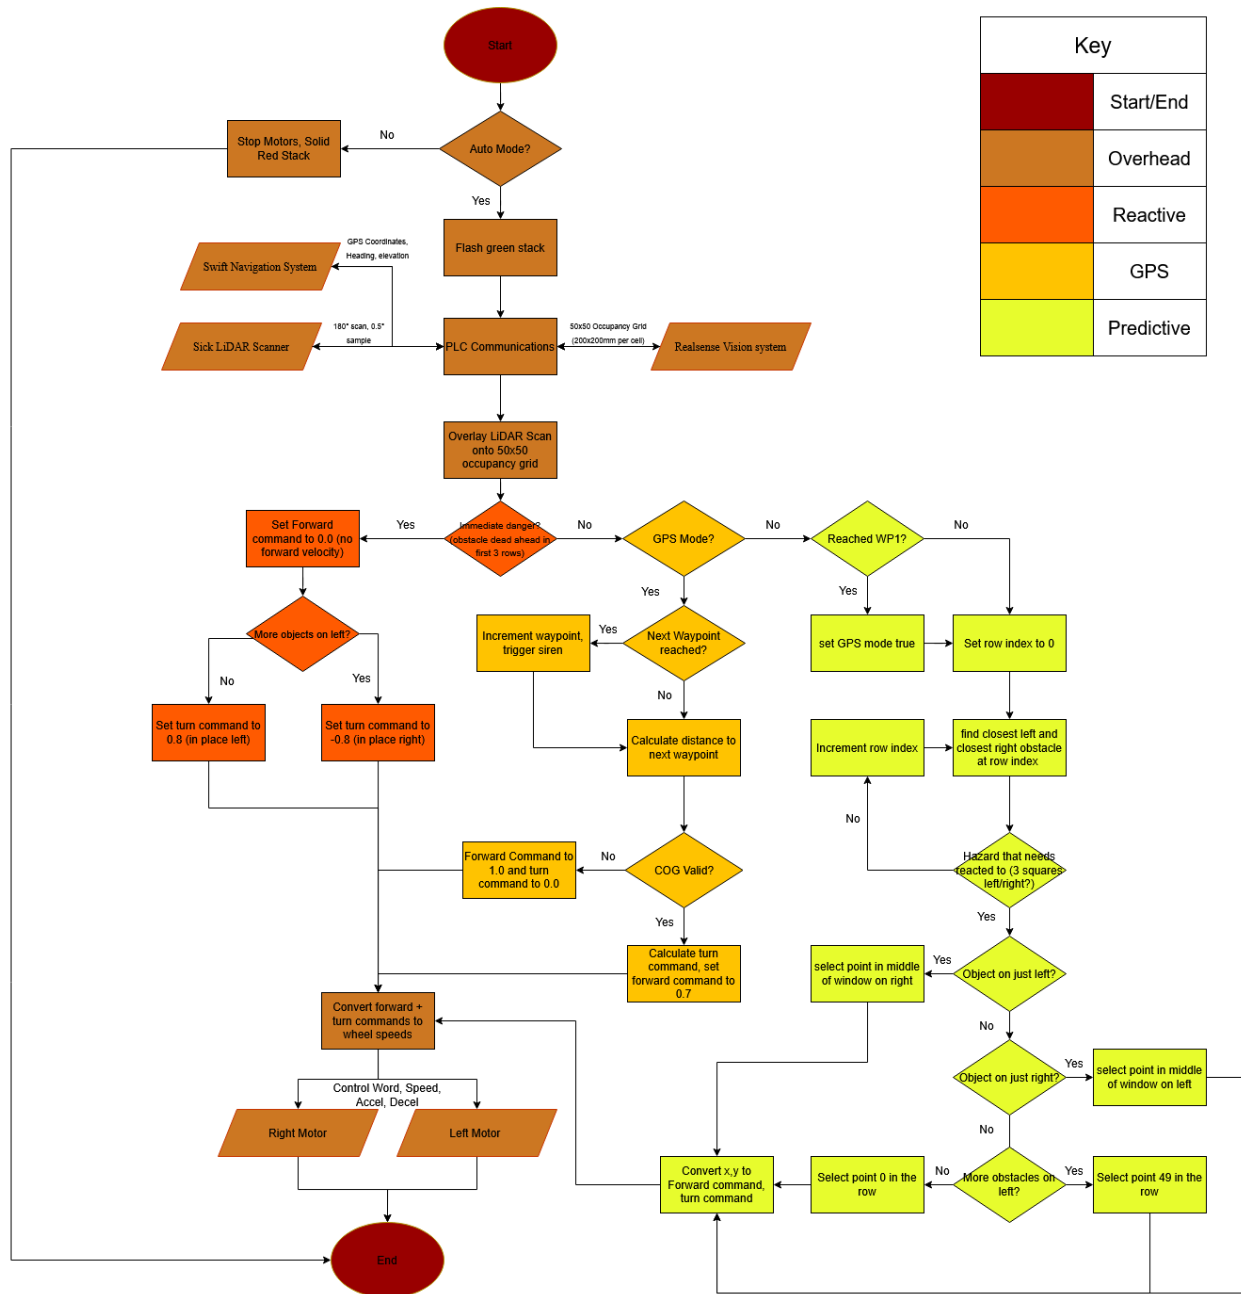 Start
Key
Start/End
Overhead
Reactive
GPS
Predictive
Auto Mode?
No
Stop Motors, Solid
Red Stack
Yes
Flash green stack
GPS Coordinates,
Heading, elevation
Swift Navigation System
180° scan, 0.5°
sample
Sick LiDAR Scanner
PLC Communications
50x50 Occupancy Grid
(200x200mm per cell)
Realsense Vision system
Overlay LiDAR Scan
onto 50x50
occupancy grid
Immediate danger?
(obstacle dead ahead in
first 3 rows)
Yes
No
Set Forward
command to 0.0 (no
forward velocity)
More objects on left?
No
Yes
Set turn command to
0.8 (in place left)
Set turn command to
-0.8 (in place right)
GPS Mode?
No
Yes
Next Waypoint
reached?
Yes
Increment waypoint,
trigger siren
No
Calculate distance to
next waypoint
COG Valid?
No
Forward Command to
1.0 and turn
command to 0.0
Yes
Calculate turn
command, set
forward command to
0.7
Reached WP1?
No
Yes
set GPS mode true
Set row index to 0
Increment row index
find closest left and
closest right obstacle
at row index
No
Hazard that needs
reacted to (3 squares
left/right?)
Yes
Object on just left?
Yes
select point in middle
of window on right
No
Object on just right?
Yes
select point in middle
of window on left
No
More obstacles on
left?
No
Select point 0 in the
row
Yes
Select point 49 in the
row
Convert x,y to
Forward command,
turn command
Convert forward +
turn commands to
wheel speeds
Control Word, Speed,
Accel, Decel
Right Motor
Left Motor
End